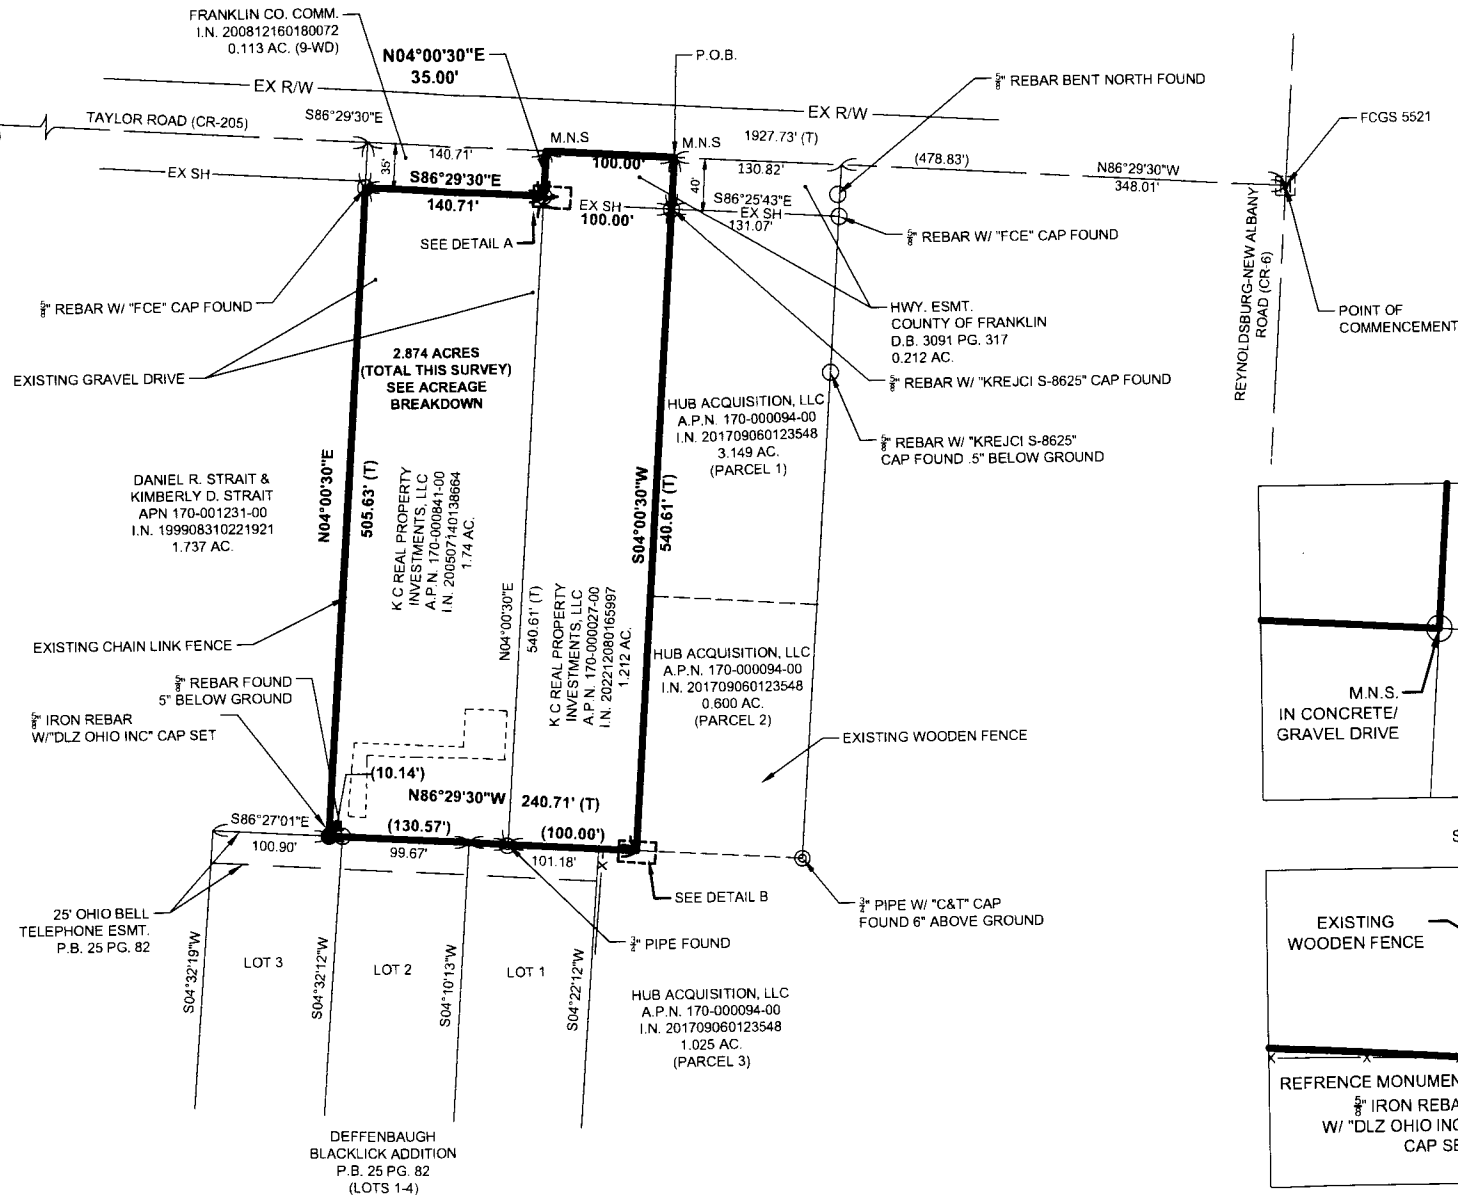 FRANKLIN CO. COMM.
I.N. 200812160180072
0.113 AC. (9-WD)
N04°00'30"E
35.00'
P.O.B.
EX R/W
EX R/W
5/8" REBAR BENT NORTH FOUND
TAYLOR ROAD (CR-205)
S86°29'30"E
M.N.S
M.N.S
1927.73' (T)
FCGS 5521
140.71'
100.00'
130.82'
(478.83')
N86°29'30"W
348.01'
35'
40'
EX SH
S86°29'30"E
140.71'
EX SH
100.00'
S86°25'43"E
EX SH
131.07'
SEE DETAIL A
5/8" REBAR W/ "FCE" CAP FOUND
REYNOLDSBURG-NEW ALBANY
ROAD (CR-6)
5/8" REBAR W/ "FCE" CAP FOUND
HWY. ESMT.
COUNTY OF FRANKLIN
D.B. 3091 PG. 317
0.212 AC.
POINT OF
COMMENCEMENT
EXISTING GRAVEL DRIVE
2.874 ACRES
(TOTAL THIS SURVEY)
SEE ACREAGE
BREAKDOWN
5/8" REBAR W/ "KREJCI S-8625" CAP FOUND
HUB ACQUISITION, LLC
A.P.N. 170-000094-00
I.N. 201709060123548
3.149 AC.
(PARCEL 1)
5/8" REBAR W/ "KREJCI S-8625"
CAP FOUND .5" BELOW GROUND
DANIEL R. STRAIT &
KIMBERLY D. STRAIT
APN 170-001231-00
I.N. 199908310221921
1.737 AC.
N04°00'30"E
505.63' (T)
K C REAL PROPERTY
INVESTMENTS, LLC
A.P.N. 170-000841-00
I.N. 200507140138664
1.74 AC.
S04°00'30"W
540.61' (T)
N04°00'30"E
540.61' (T)
K C REAL PROPERTY
INVESTMENTS, LLC
A.P.N. 170-000027-00
I.N. 202212080165997
1.212 AC.
EXISTING CHAIN LINK FENCE
HUB ACQUISITION, LLC
A.P.N. 170-000094-00
I.N. 201709060123548
0.600 AC.
(PARCEL 2)
5/8" REBAR FOUND
5" BELOW GROUND
5/8" IRON REBAR
W/"DLZ OHIO INC" CAP SET
M.N.S.
IN CONCRETE/
GRAVEL DRIVE
EXISTING WOODEN FENCE
(10.14')
N86°29'30"W
240.71' (T)
S86°27'01"E
100.90'
(130.57')
99.67'
(100.00')
101.18'
S
SEE DETAIL B
3/4" PIPE W/ "C&T" CAP
FOUND 6" ABOVE GROUND
25' OHIO BELL
TELEPHONE ESMT.
P.B. 25 PG. 82
3/4" PIPE FOUND
EXISTING
WOODEN FENCE
S04°32'19"W
LOT 3
S04°32'12"W
LOT 2
S04°10'13"W
LOT 1
S04°22'12"W
HUB ACQUISITION, LLC
A.P.N. 170-000094-00
I.N. 201709060123548
1.025 AC.
(PARCEL 3)
REFRENCE MONUMEN
5/8" IRON REBA
W/ "DLZ OHIO INC
CAP SE
DEFFENBAUGH
BLACKLICK ADDITION
P.B. 25 PG. 82
(LOTS 1-4)